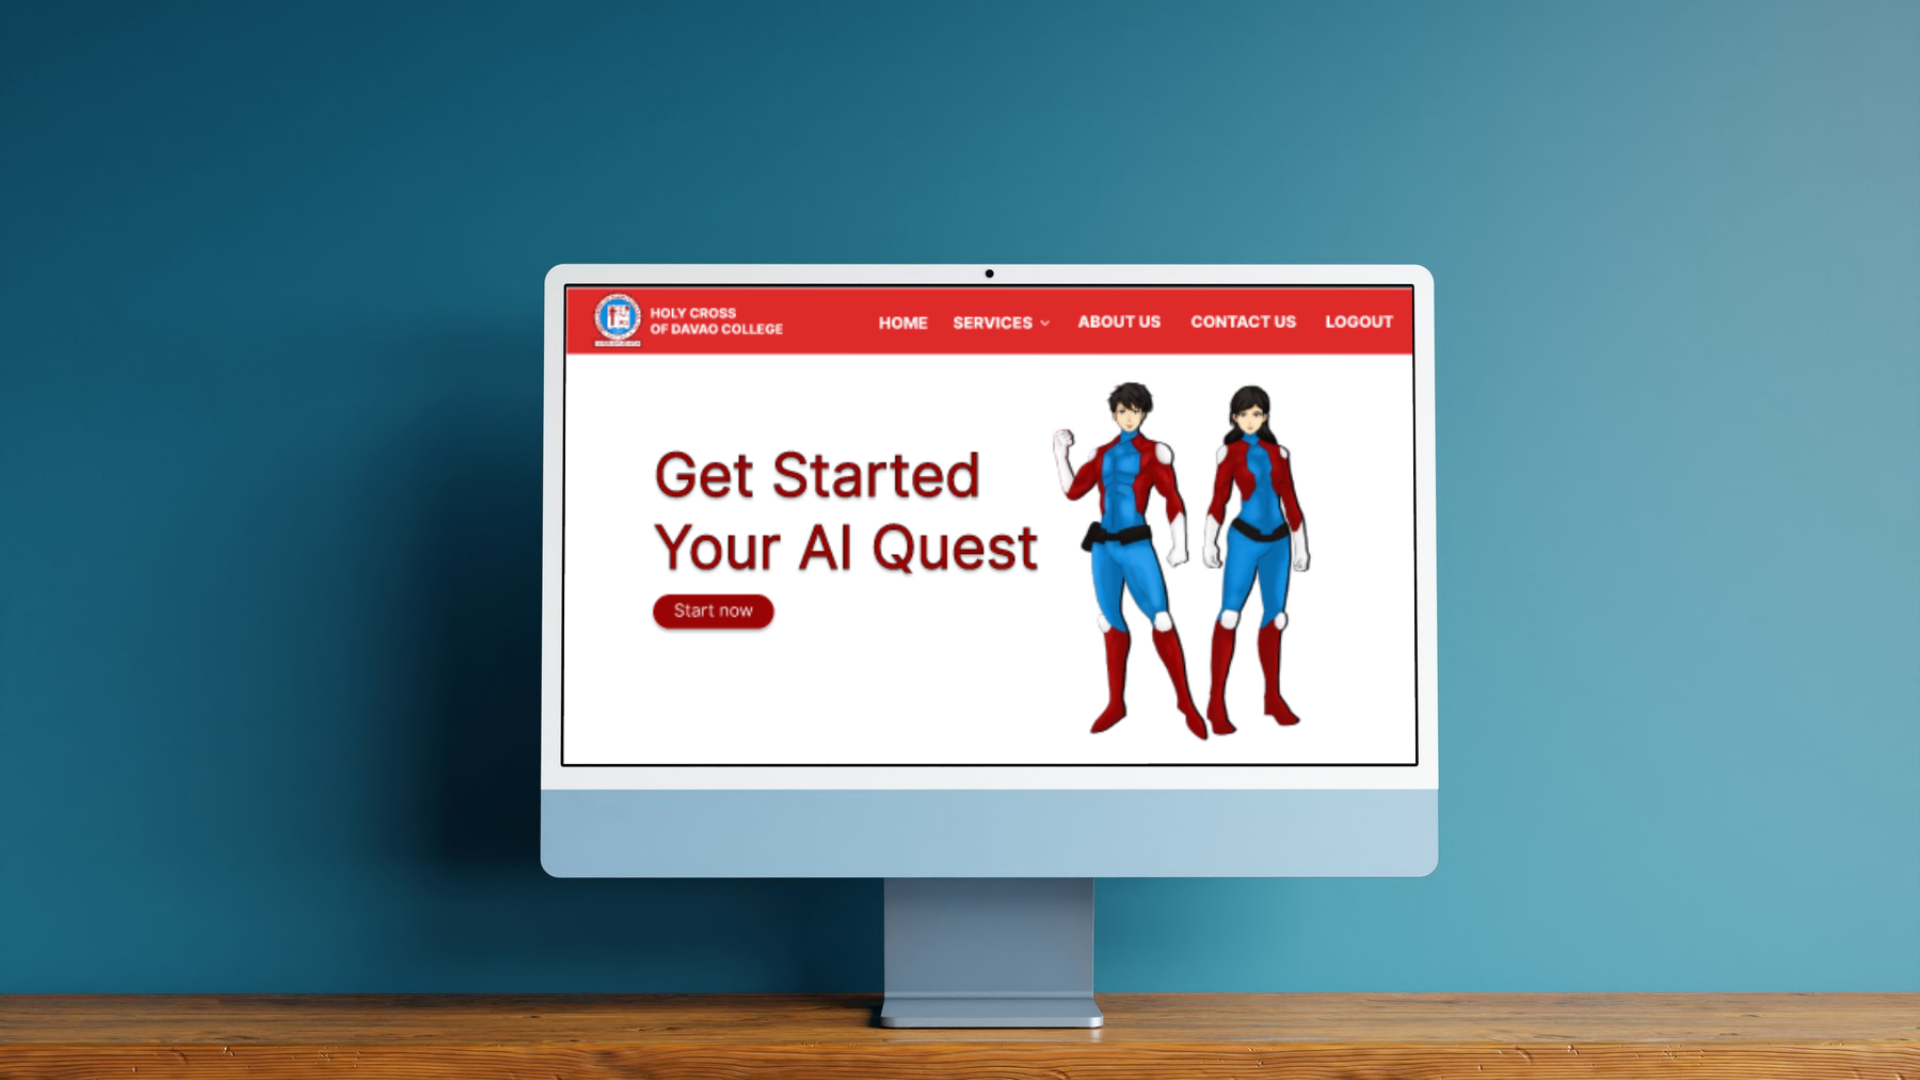 HOLY CROSS
OF DAVAO COLLEGE
HOME
SERVICES
ABOUT US
CONTACT US
LOGOUT
Get Started
Your AI Quest
Start now